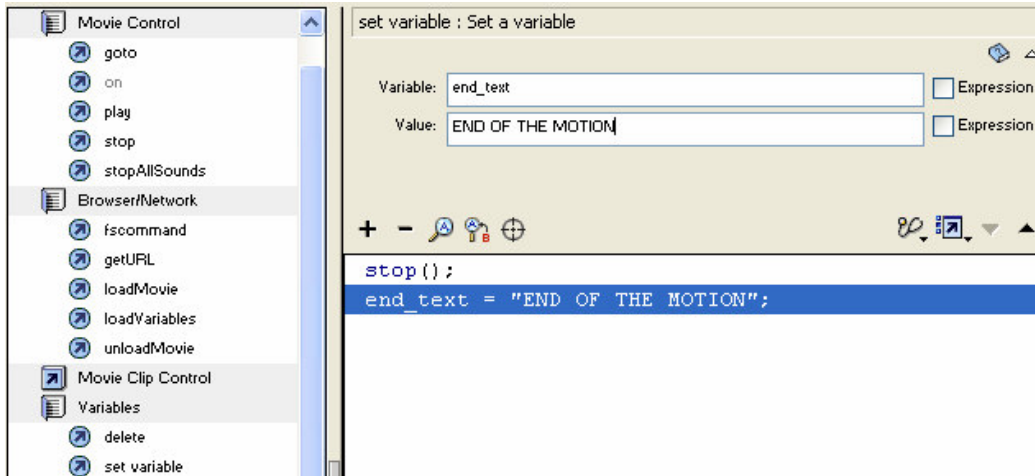 Movie Control
goto
on
play
stop
stopAllSounds
Browser/Network
fscommand
getURL
loadMovie
loadVariables
unloadMovie
Movie Clip Control
Variables
delete
set variable
set variable : Set a variable
Variable: end_text Expression
Value: END OF THE MOTION Expression
stop();
end_text = "END OF THE MOTION";